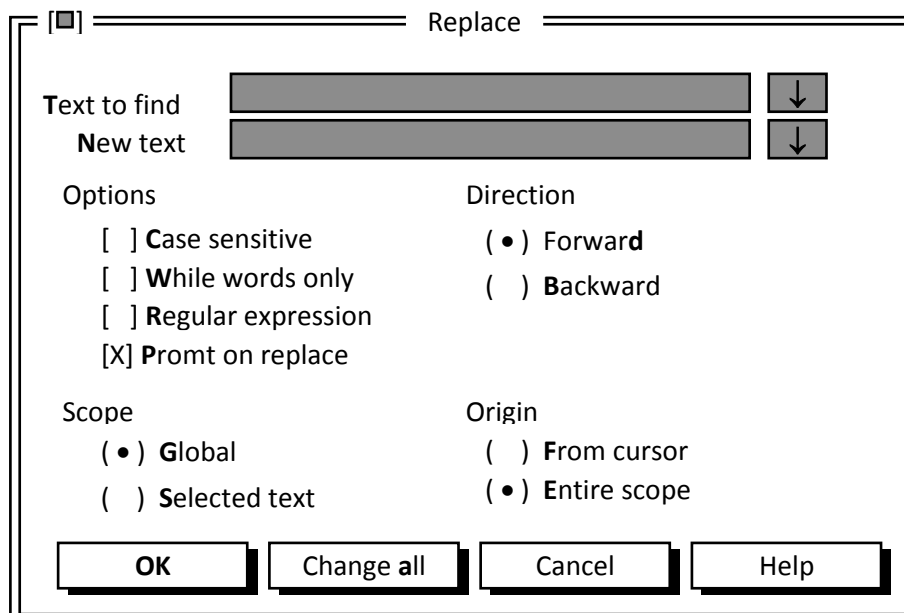 [■] Replace
Text to find ↓
New text ↓
Options Direction
[ ] Case sensitive ( • ) Forward
[ ] While words only ( ) Backward
[ ] Regular expression
[X] Promt on replace
Scope Origin
( • ) Global ( ) From cursor
( ) Selected text ( • ) Entire scope
OK Change all Cancel Help